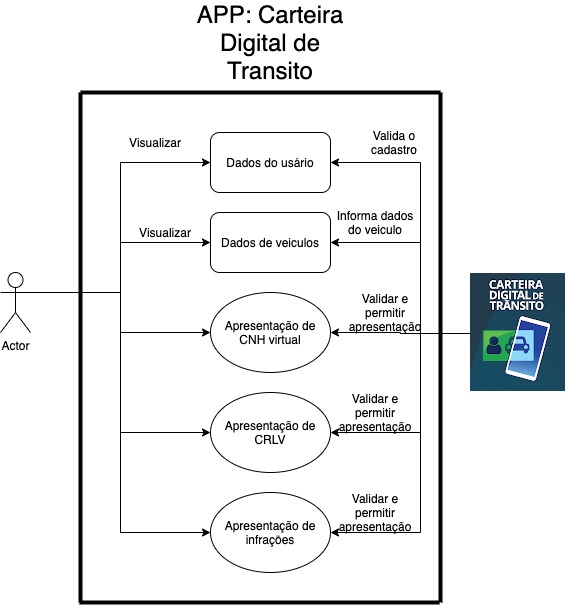 APP: Carteira
Digital de
Transito
Visualizar
Dados do usário
Valida o
cadastro
Visualizar
Dados de veiculos
Informa dados
do veiculo
Actor
Apresentação de
CNH virtual
Validar e
permitir
apresentação
CARTEIRA
DIGITAL DE
TRÂNSITO
Apresentação de
CRLV
Validar e
permitir
apresentação
Apresentação de
infrações
Validar e
permitir
apresentação